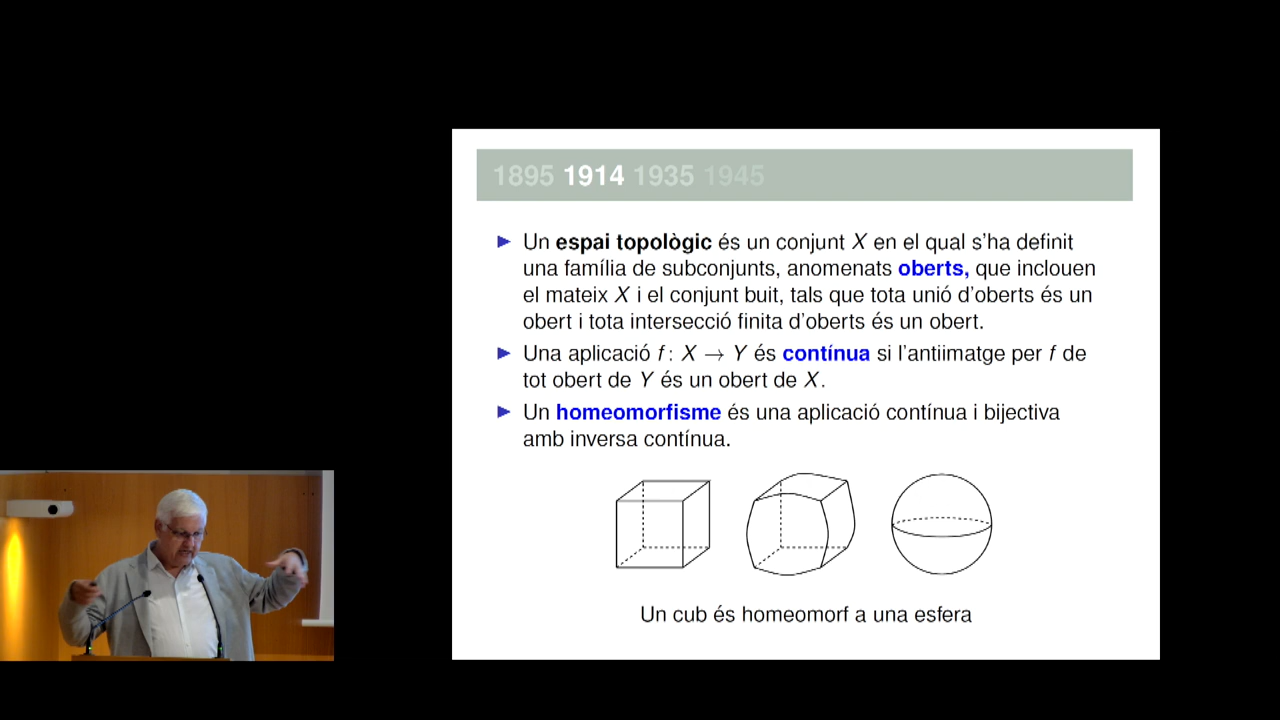 1895 1914 1935 1945
► Un espai topològic és un conjunt X en el qual s'ha definit
una família de subconjunts, anomenats oberts, que inclouen
el mateix X i el conjunt buit, tals que tota unió d'oberts és un
obert i tota intersecció finita d'oberts és un obert.
► Una aplicació f : X → Y és contínua si l'antiimatge per f de
tot obert de Y és un obert de X.
► Un homeomorfisme és una aplicació contínua i bijectiva
amb inversa contínua.
Un cub és homeomorf a una esfera